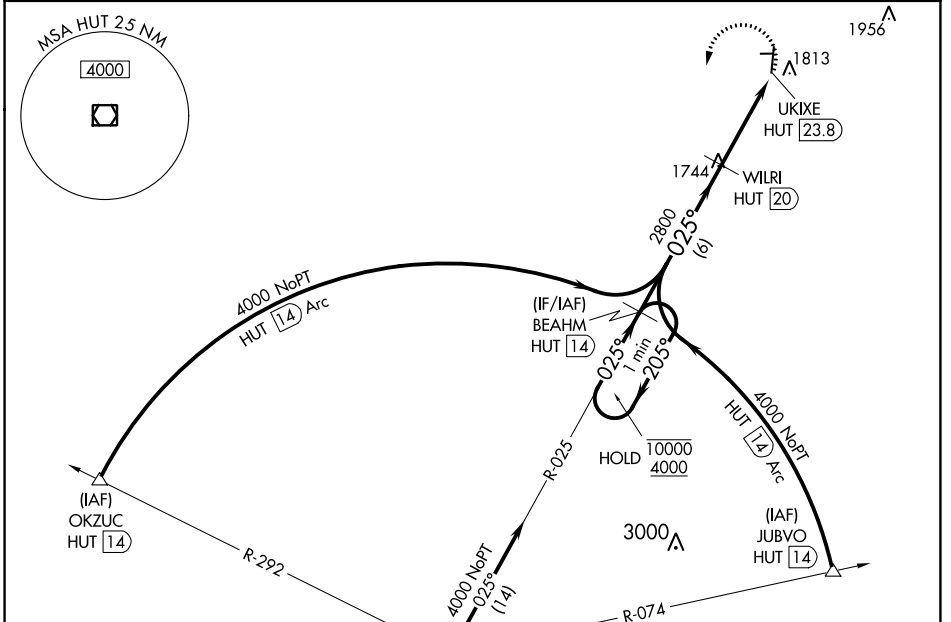 MSA HUT 25 NM
4000
1956
1813
UKIXE
HUT 23.8
1744
WILRI
HUT 20
2800
025°
(6)
4000 NoPT
HUT 14 Arc
(IF/IAF)
BEAHM
HUT 14
025°
1 min
205°
HOLD
10000
4000
4000 NoPT
HUT 14 Arc
R-025
(IAF)
OKZUC
HUT 14
R-292
3000
(IAF)
JUBVO
HUT 14
4000 NoPT
025°
(14)
R-074